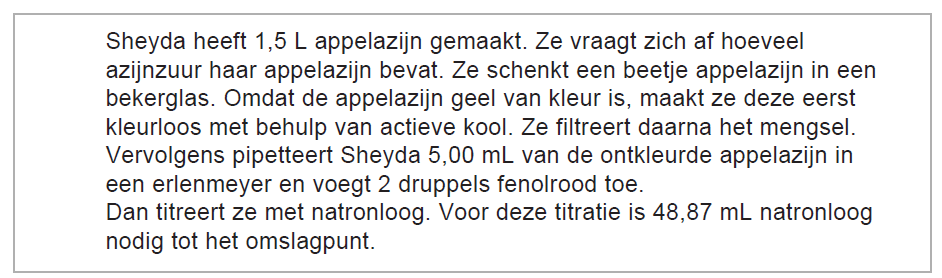 Sheyda heeft 1,5 L appelazijn gemaakt. Ze vraagt zich af hoeveel
azijnzuur haar appelazijn bevat. Ze schenkt een beetje appelazijn in een
bekerglas. Omdat de appelazijn geel van kleur is, maakt ze deze eerst
kleurloos met behulp van actieve kool. Ze filtreert daarna het mengsel.
Vervolgens pipetteert Sheyda 5,00 mL van de ontkleurde appelazijn in
een erlenmeyer en voegt 2 druppels fenolrood toe.
Dan titreert ze met natronloog. Voor deze titratie is 48,87 mL natronloog
nodig tot het omslagpunt.